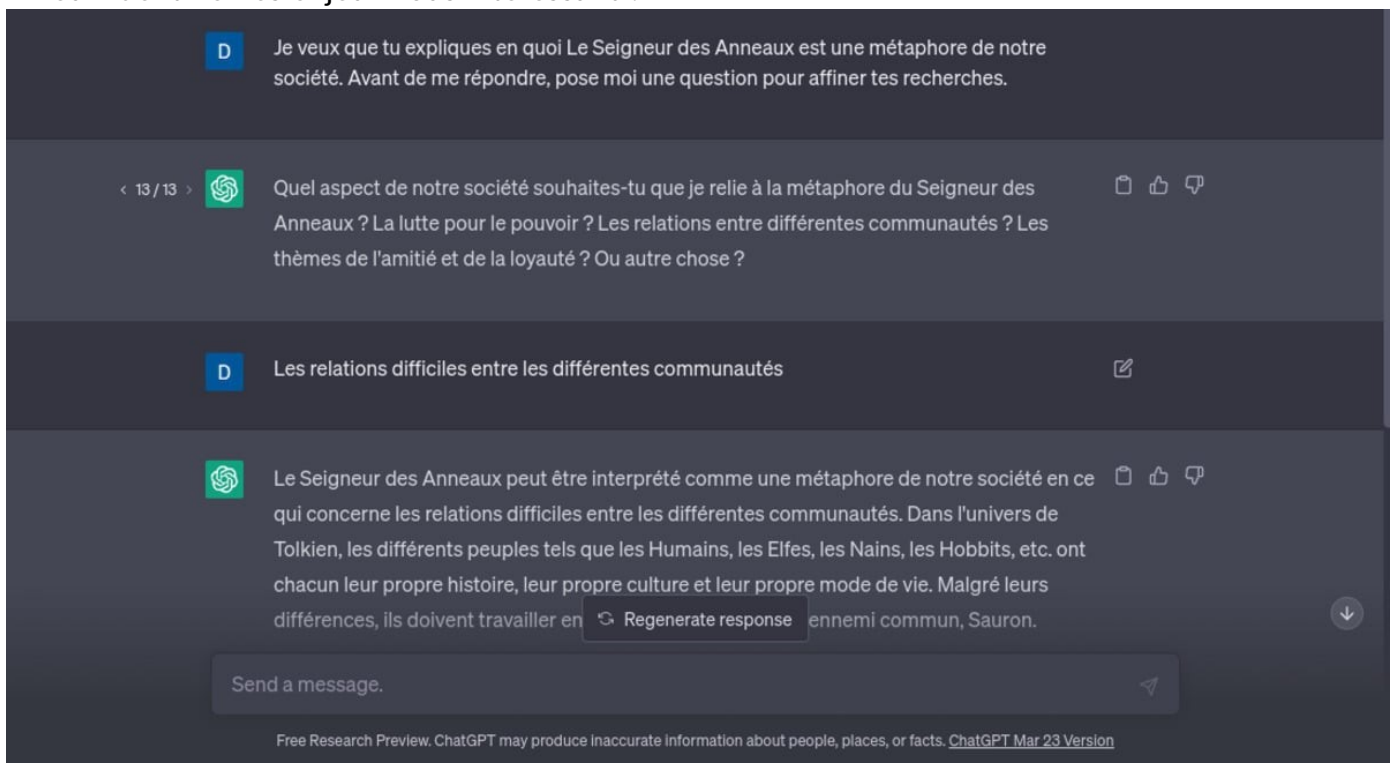 D
Je veux que tu expliques en quoi Le Seigneur des Anneaux est une métaphore de notre
société. Avant de me répondre, pose moi une question pour affiner tes recherches.
< 13 / 13 >
Quel aspect de notre société souhaites-tu que je relie à la métaphore du Seigneur des
Anneaux ? La lutte pour le pouvoir ? Les relations entre différentes communautés ? Les
thèmes de l'amitié et de la loyauté ? Ou autre chose ?
D
Les relations difficiles entre les différentes communautés
Le Seigneur des Anneaux peut être interprété comme une métaphore de notre société en ce
qui concerne les relations difficiles entre les différentes communautés. Dans l'univers de
Tolkien, les différents peuples tels que les Humains, les Elfes, les Nains, les Hobbits, etc. ont
chacun leur propre histoire, leur propre culture et leur propre mode de vie. Malgré leurs
différences, ils doivent travailler en Regenerate response ennemi commun, Sauron.
Send a message.
Free Research Preview. ChatGPT may produce inaccurate information about people, places, or facts. ChatGPT Mar 23 Version